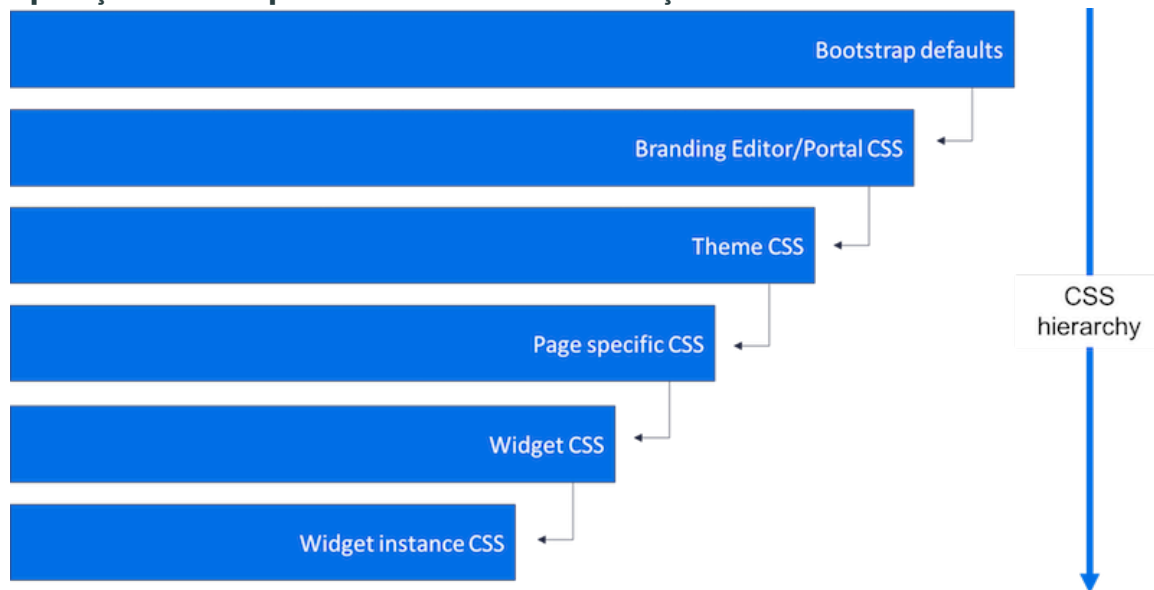 Bootstrap defaults
Branding Editor/Portal CSS
Theme CSS
Page specific CSS
Widget CSS
Widget instance CSS
CSS
hierarchy